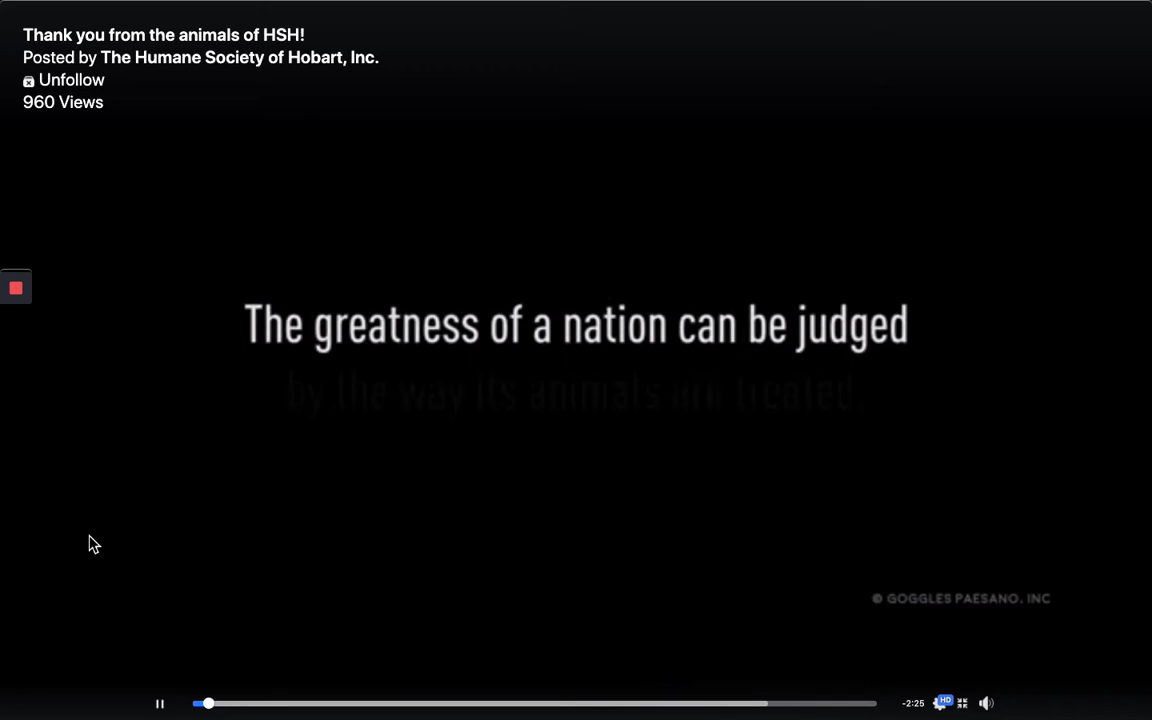 Thank you from the animals of HSH!
Posted by The Humane Society of Hobart, Inc.
Unfollow
960 Views
The greatness of a nation can be judged
by the way its animals are treated.
© GOGGLES PAESANO. INC
-2:25
HD